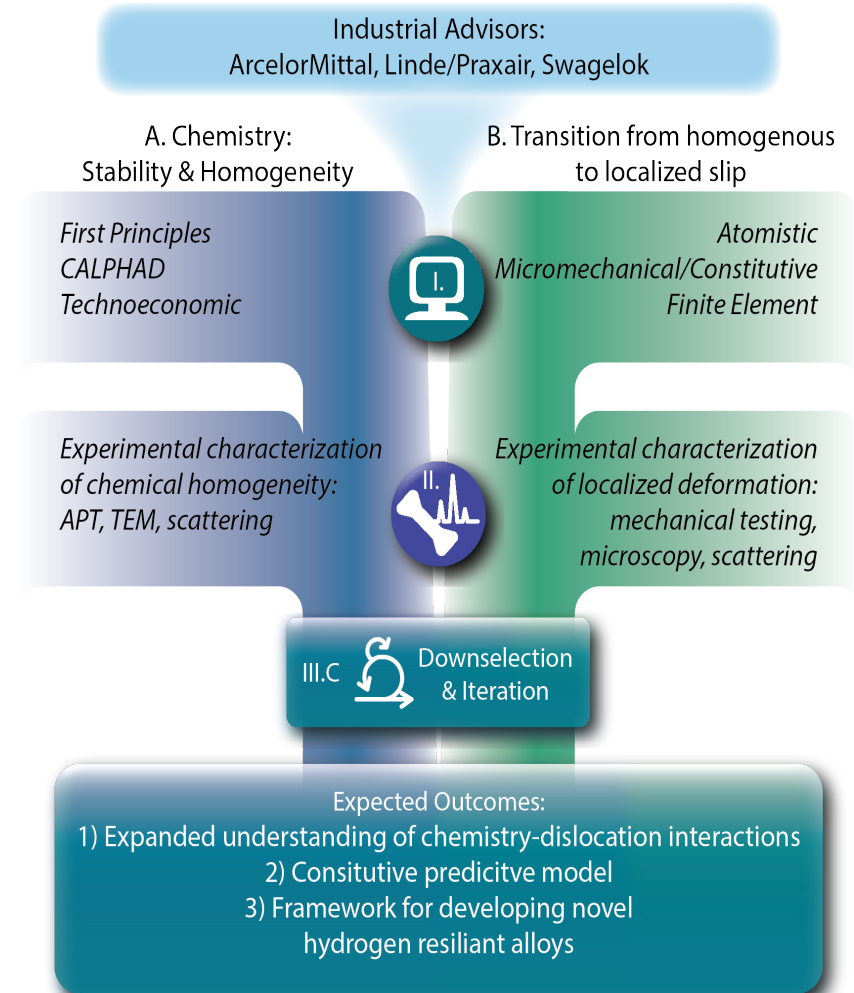 Industrial Advisors:
ArcelorMittal, Linde/Praxair, Swagelok
A. Chemistry:
Stability & Homogeneity
B. Transition from homogenous
to localized slip
First Principles
CALPHAD
Technoeconomic
I.
Atomistic
Micromechanical/Constitutive
Finite Element
Experimental characterization
of chemical homogeneity:
APT, TEM, scattering
II.
Experimental characterization
of localized deformation:
mechanical testing,
microscopy, scattering
III.C
Downselection
& Iteration
Expected Outcomes:
1) Expanded understanding of chemistry-dislocation interactions
2) Consitutive predicitve model
3) Framework for developing novel
hydrogen resiliant alloys